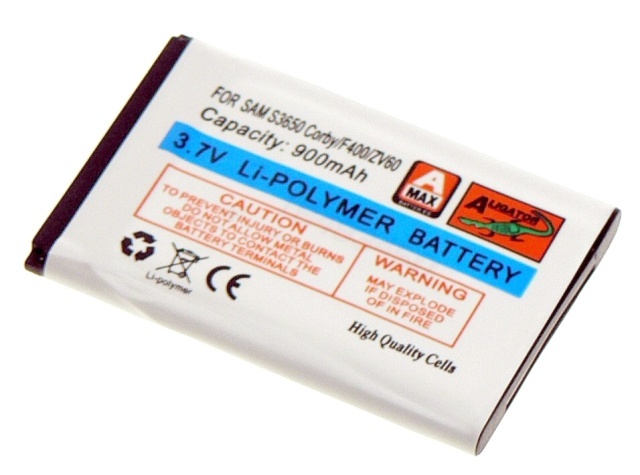 FOR SAM S3650 Corby/F400/ZV60
Capacity: 900mAh
3.7V Li-POLYMER BATTERY
A
MAX
BATTERIES
ALIGATOR
CAUTION
TO PREVENT INJURY OR BURNS
DO NOT ALLOW METAL
OBJECTS TO CONTACT THE
BATTERY TERMINALS
WARNING
MAY EXPLODE
IF DISPOSED
OF IN FIRE
Li-polymer
CE
High Quality Cells